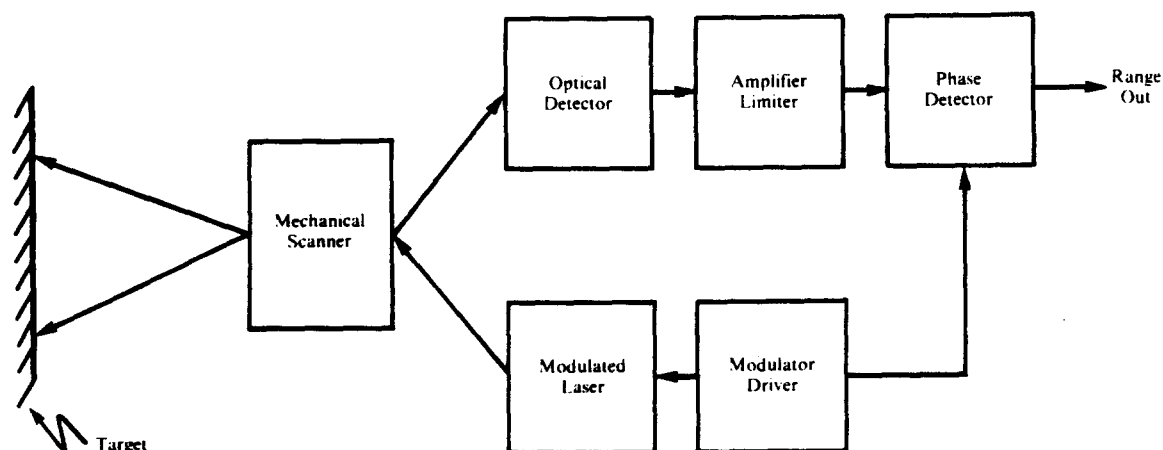 Optical
Detector
Amplifier
Limiter
Phase
Detector
Range
Out
Mechanical
Scanner
Modulated
Laser
Modulator
Driver
Target